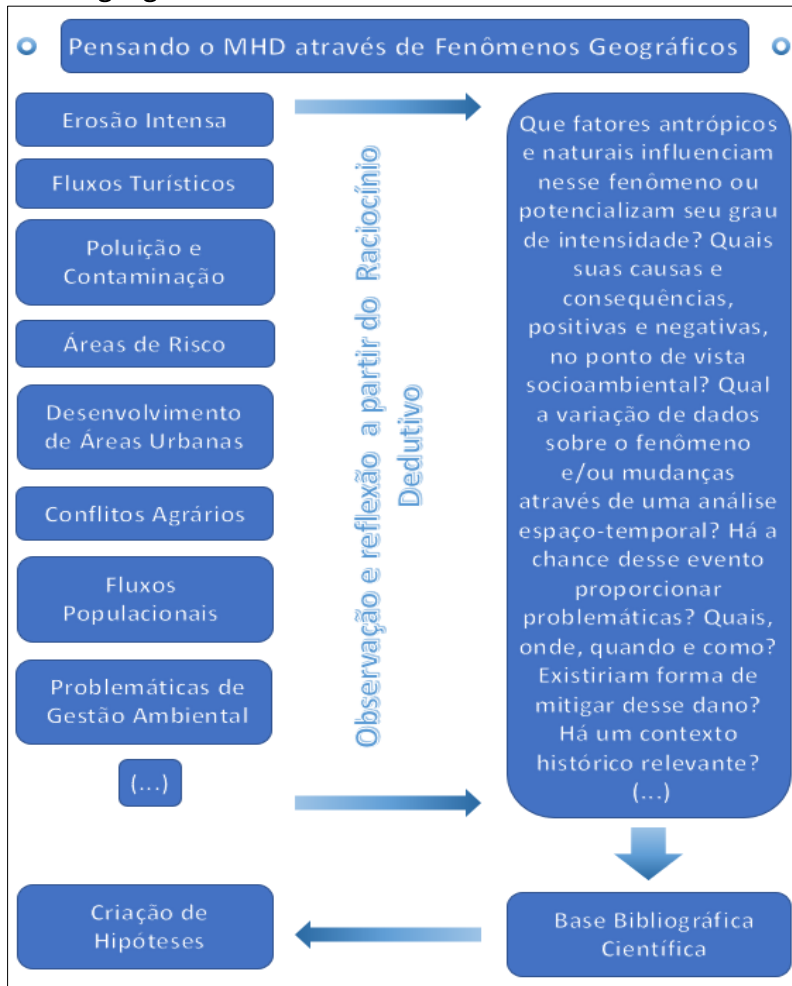 Pensando o MHD através de Fenômenos Geográficos
Erosão Intensa
Fluxos Turísticos
Poluição e
Contaminação
Áreas de Risco
Desenvolvimento
de Áreas Urbanas
Conflitos Agrários
Fluxos
Populacionais
Problemáticas de
Gestão Ambiental
(...)
Observação e reflexão a partir do Raciocínio
Dedutivo
Que fatores antrópicos
e naturais influenciam
nesse fenômeno ou
potencializam seu grau
de intensidade? Quais
suas causas e
consequências,
positivas e negativas,
no ponto de vista
socioambiental? Qual
a variação de dados
sobre o fenômeno
e/ou mudanças
através de uma análise
espaço-temporal? Há a
chance desse evento
proporcionar
problemáticas? Quais,
onde, quando e como?
Existiriam forma de
mitigar desse dano?
Há um contexto
histórico relevante?
(...)
Base Bibliográfica
Científica
Criação de
Hipóteses